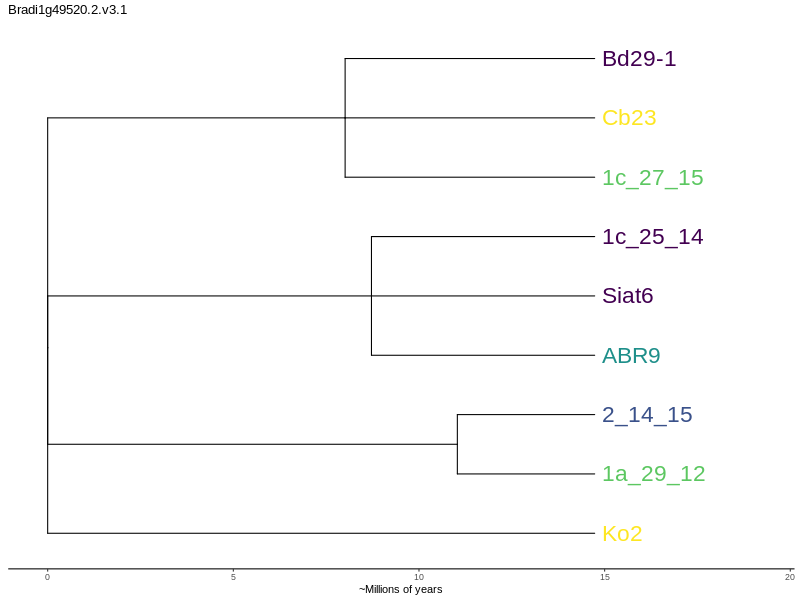 Bradi1g49520.2.v3.1
Bd29-1
Cb23
1c_27_15
1c_25_14
Siat6
ABR9
2_14_15
1a_29_12
Ko2
0 5 10 15 20
~Millions of years